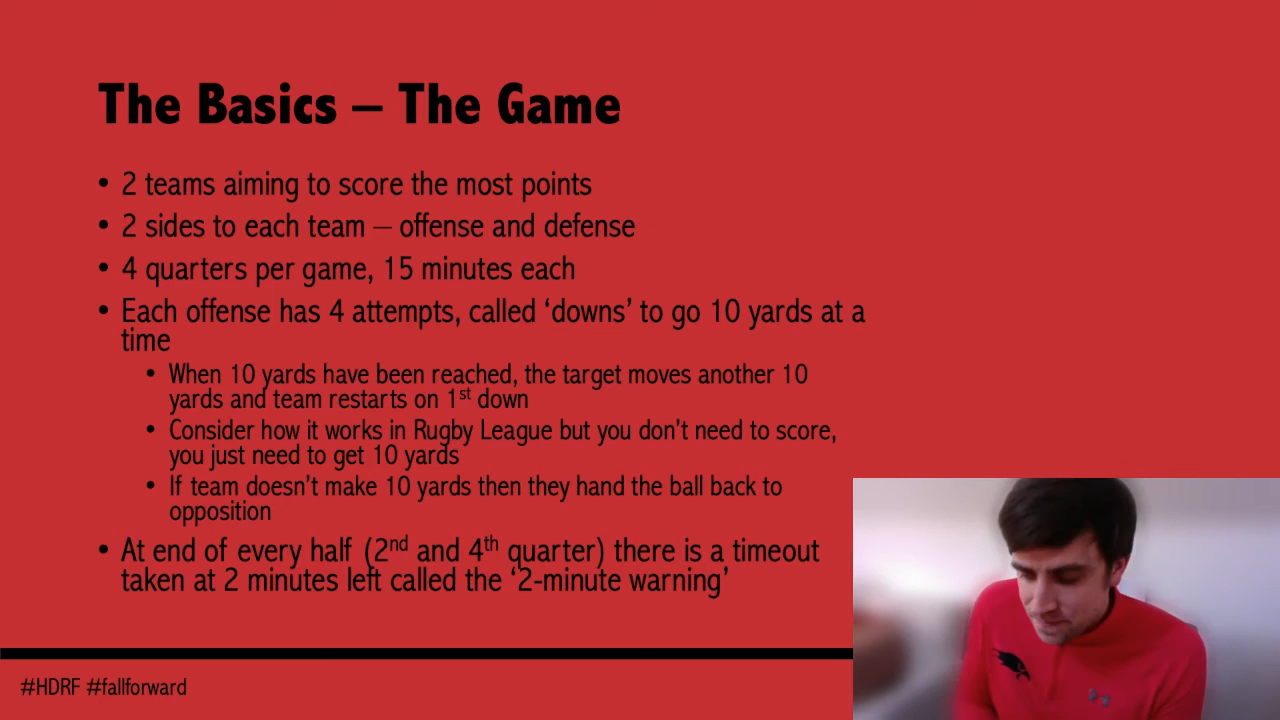 The Basics – The Game
• 2 teams aiming to score the most points
• 2 sides to each team – offense and defense
• 4 quarters per game, 15 minutes each
• Each offense has 4 attempts, called ‘downs’ to go 10 yards at a
time
• When 10 yards have been reached, the target moves another 10
yards and team restarts on 1st down
• Consider how it works in Rugby League but you don’t need to score,
you just need to get 10 yards
• If team doesn’t make 10 yards then they hand the ball back to
opposition
• At end of every half (2nd and 4th quarter) there is a timeout
taken at 2 minutes left called the ‘2-minute warning’
#HDRF #fallforward